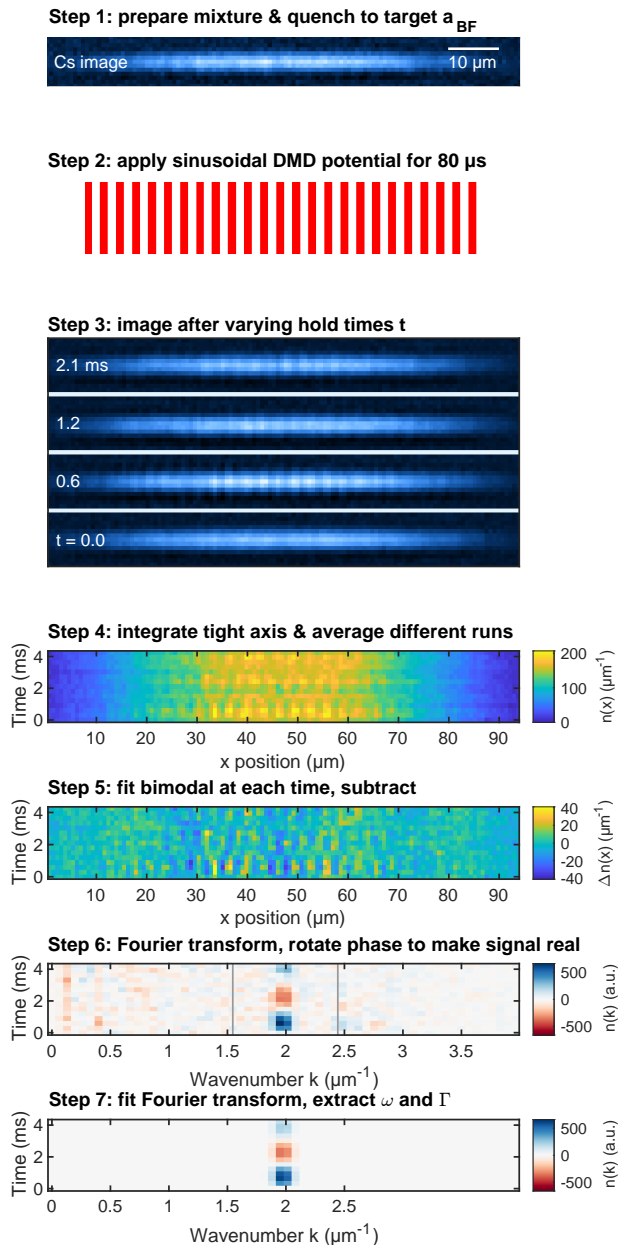 Step 1: prepare mixture & quench to target a_BF
Cs image
10 µm
Step 2: apply sinusoidal DMD potential for 80 µs
Step 3: image after varying hold times t
2.1 ms
1.2
0.6
t = 0.0
Step 4: integrate tight axis & average different runs
Time (ms)
4
2
0
10 20 30 40 50 60 70 80 90
x position (µm)
200
100
0
n(x) (µm⁻¹)
Step 5: fit bimodal at each time, subtract
Time (ms)
4
2
0
10 20 30 40 50 60 70 80 90
x position (µm)
40
20
0
-20
-40
Δn(x) (µm⁻¹)
Step 6: Fourier transform, rotate phase to make signal real
Time (ms)
4
2
0
0 0.5 1 1.5 2 2.5 3 3.5
Wavenumber k (µm⁻¹)
500
0
-500
n(k) (a.u.)
Step 7: fit Fourier transform, extract ω and Γ
Time (ms)
4
2
0
0 0.5 1 1.5 2 2.5
Wavenumber k (µm⁻¹)
500
0
-500
n(k) (a.u.)